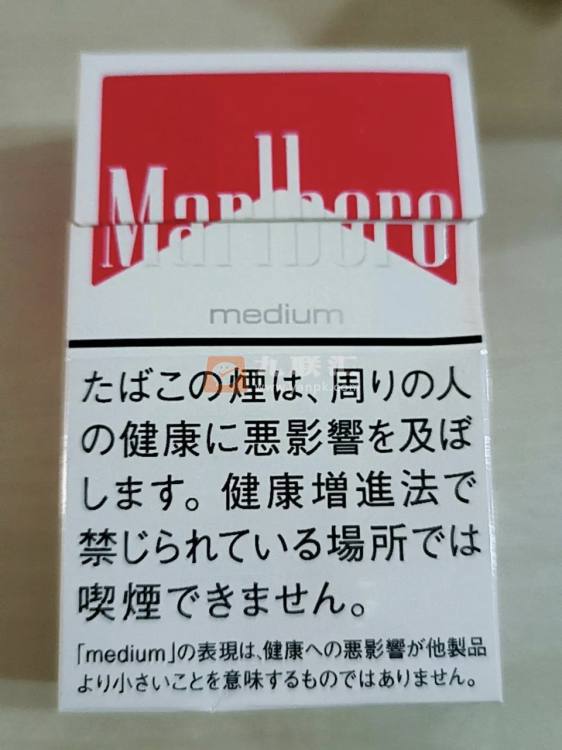 Marlboro
medium
九联汇
たばこの煙は、周りの人
の健康に悪影響を及ぼ
します。健康増進法で
禁じられている場所では
喫煙できません。
「medium」の表現は、健康への悪影響が他製品
より小さいことを意味するものではありません。